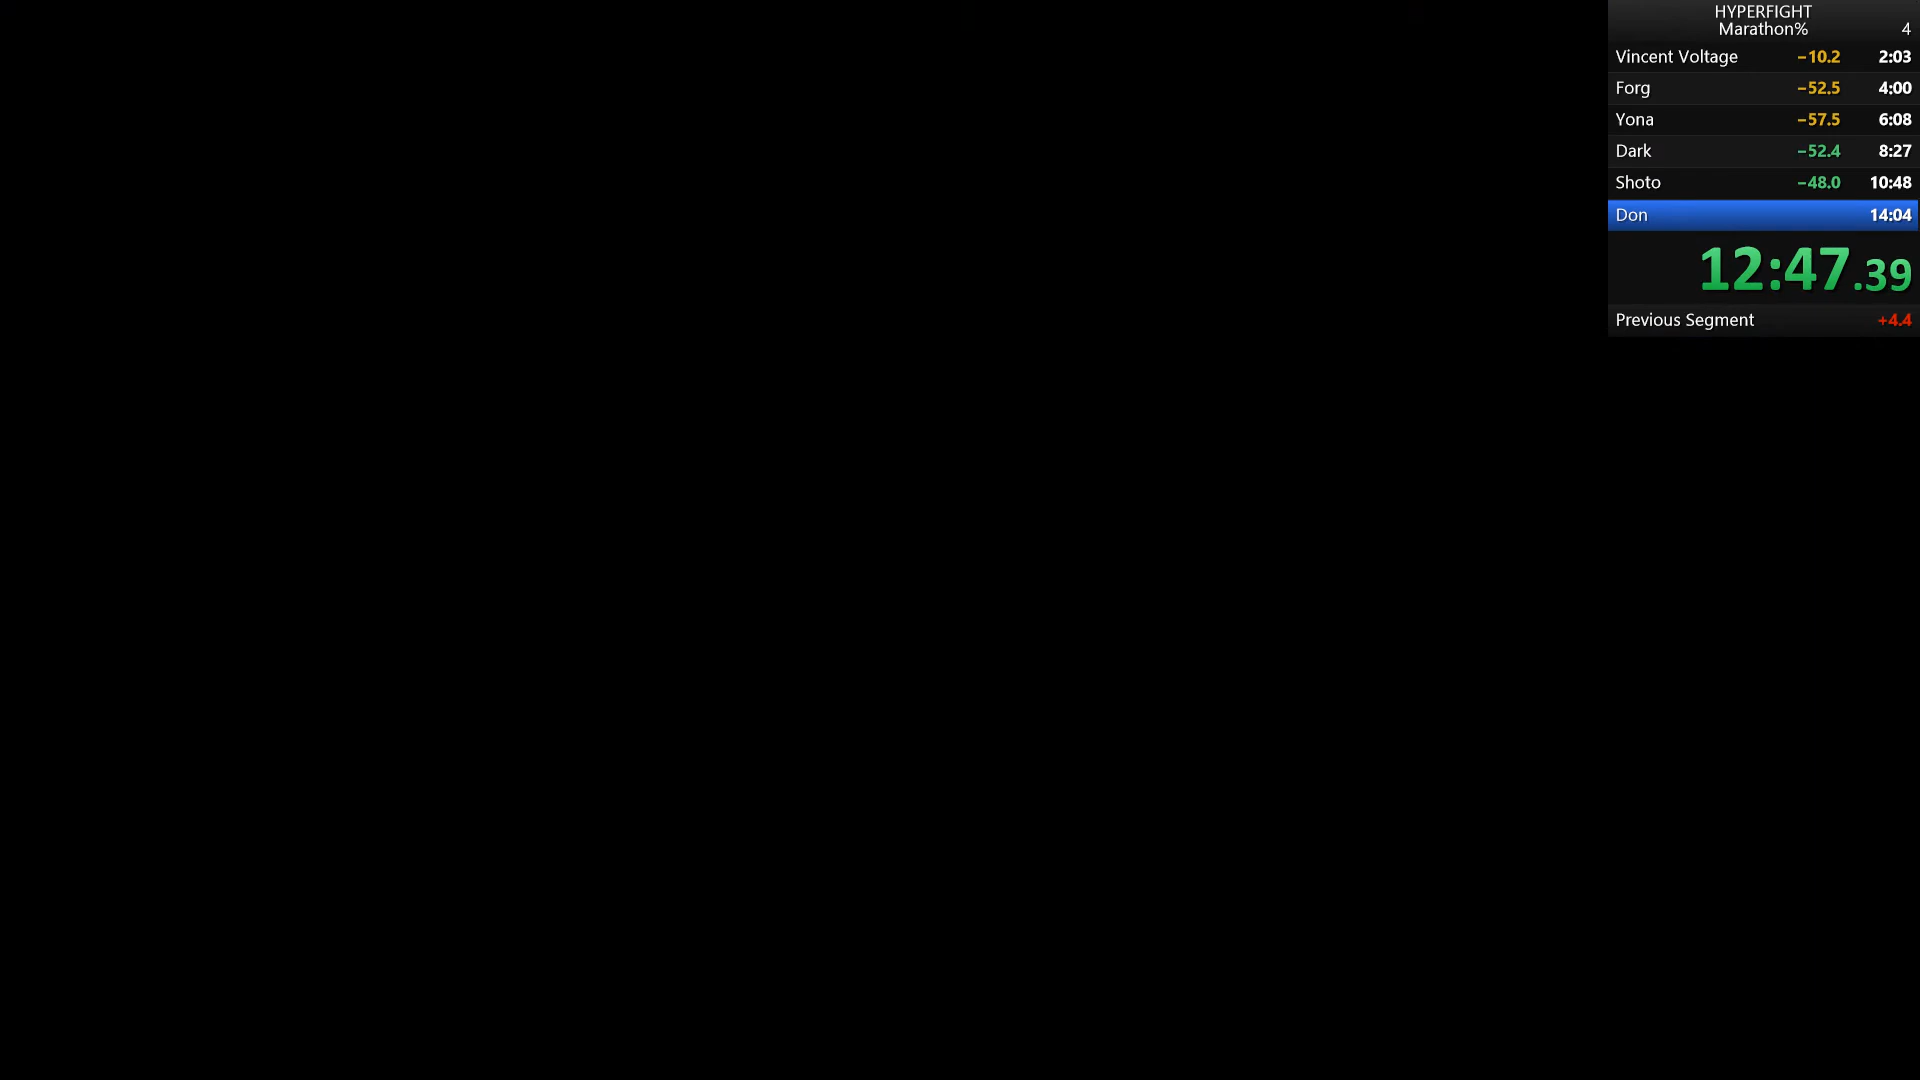 HYPERFIGHT
Marathon% 4
Vincent Voltage −10.2 2:03
Forg −52.5 4:00
Yona −57.5 6:08
Dark −52.4 8:27
Shoto −48.0 10:48
Don 14:04
12:47.39
Previous Segment +4.4